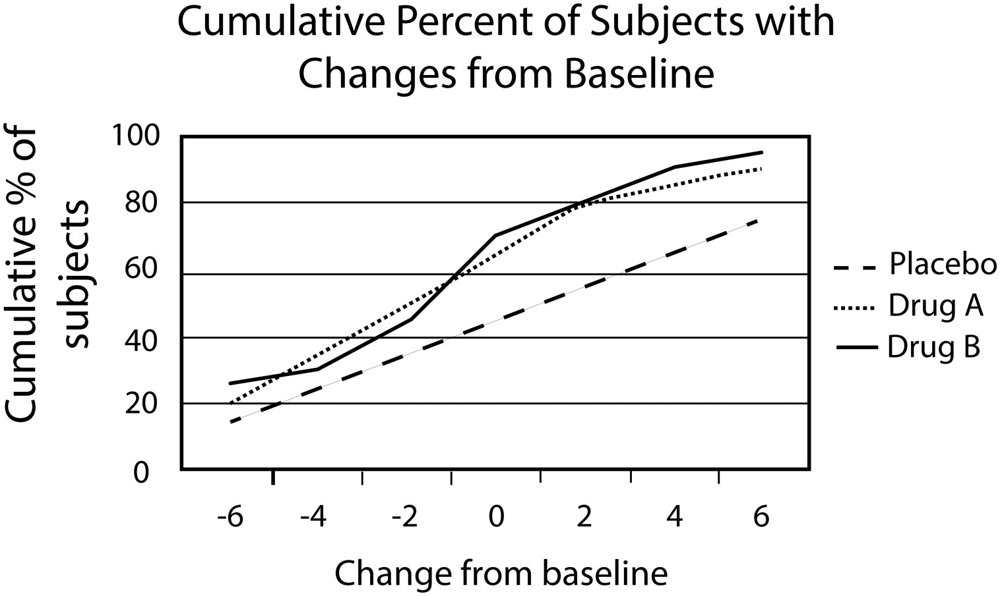 Cumulative Percent of Subjects with
Changes from Baseline
Cumulative % of
subjects
100
80
60
40
20
0
-6 -4 -2 0 2 4 6
Change from baseline
Placebo
Drug A
Drug B